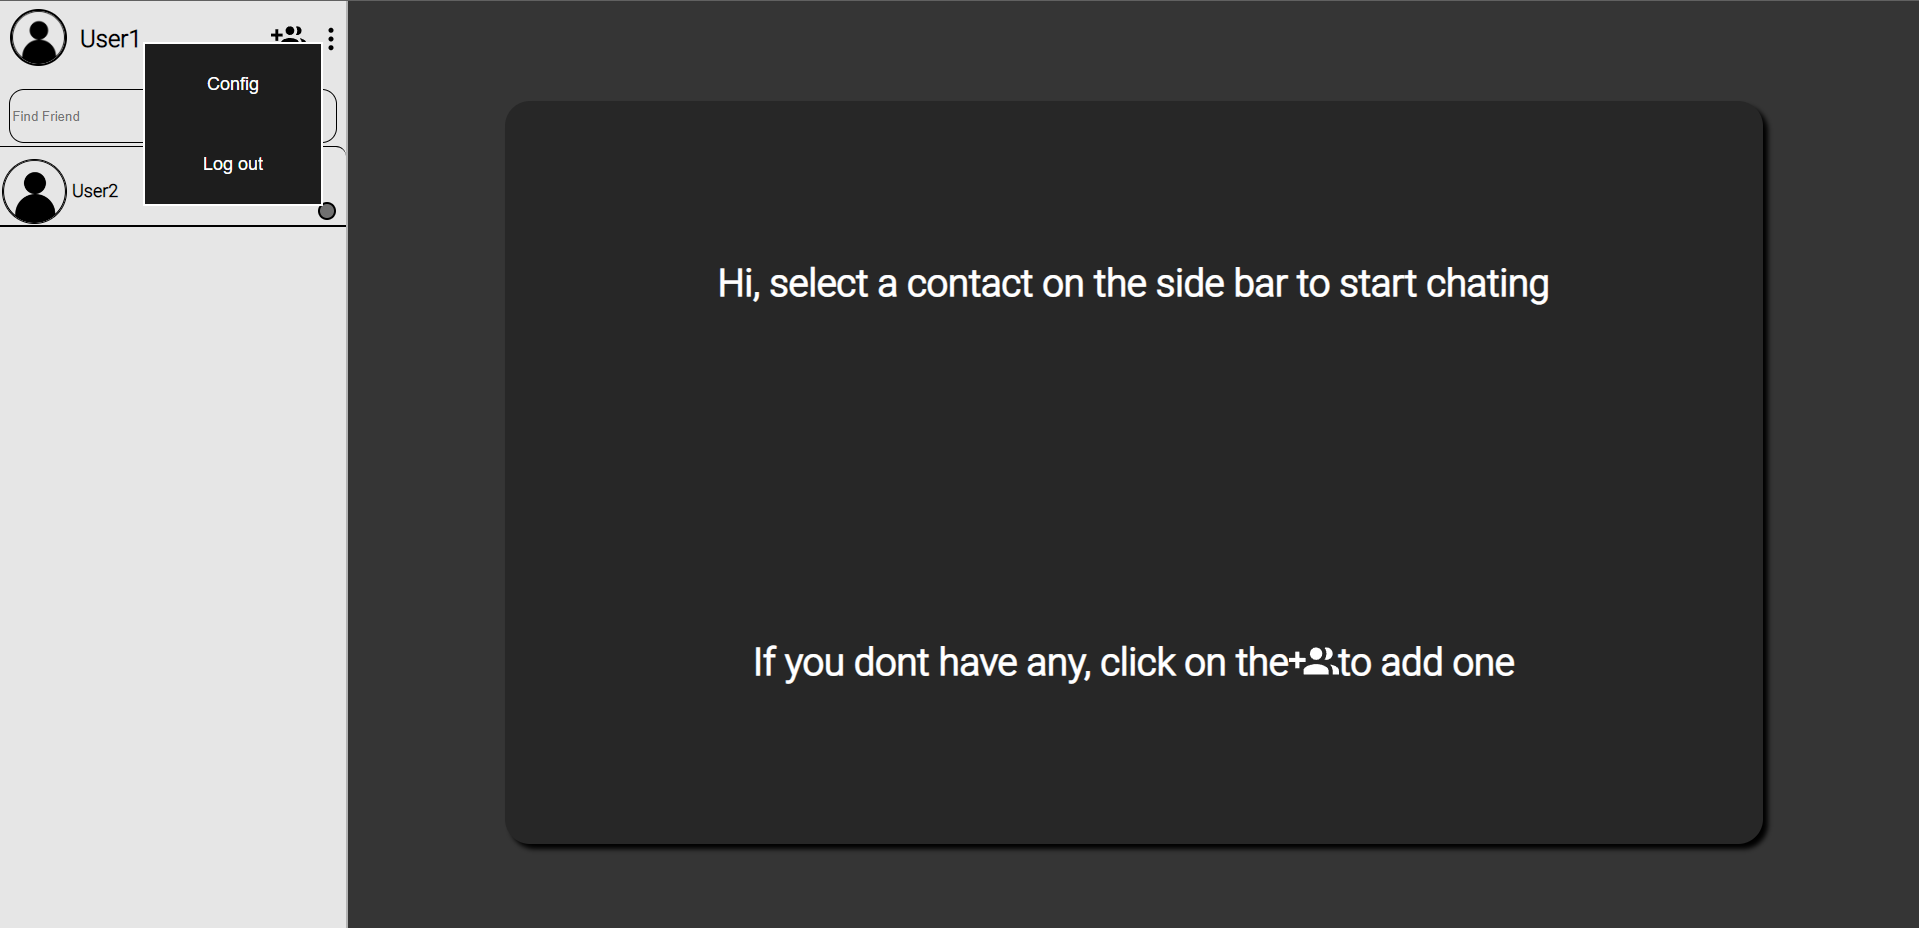 User1
Config
Find Friend
Log out
User2
Hi, select a contact on the side bar to start chating
If you dont have any, click on the to add one